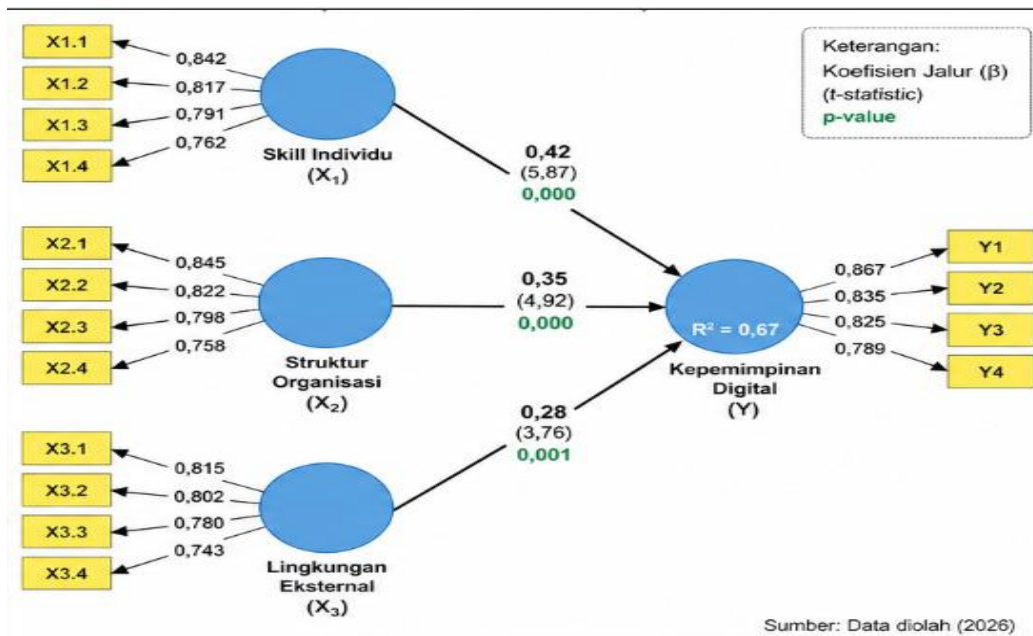 X1.1
X1.2
X1.3
X1.4
0,842
0,817
0,791
0,762
Skill Individu
(X₁)
Keterangan:
Koefisien Jalur (β)
(t-statistic)
p-value
0,42
(5,87)
0,000
X2.1
X2.2
X2.3
X2.4
0,845
0,822
0,798
0,758
Struktur
Organisasi
(X₂)
0,35
(4,92)
0,000
R² = 0,67
Kepemimpinan
Digital
(Y)
0,867
0,835
0,825
0,789
Y1
Y2
Y3
Y4
X3.1
X3.2
X3.3
X3.4
0,815
0,802
0,780
0,743
Lingkungan
Eksternal
(X₃)
0,28
(3,76)
0,001
Sumber: Data diolah (2026)